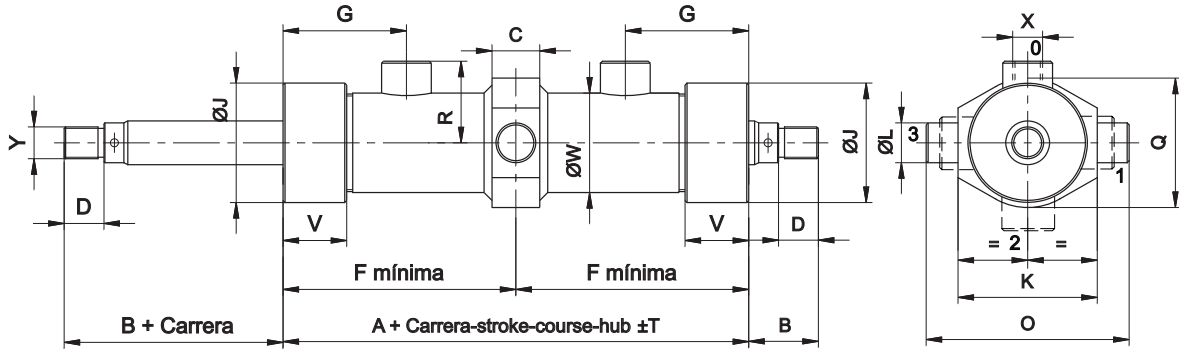 G
C
G
X
0
ØJ
R
ØW
ØJ
Y
3
ØL
Q
1
D
V
V
D
= 2 =
F mínima
F mínima
K
B + Carrera
A + Carrera-stroke-course-hub ±T
B
O